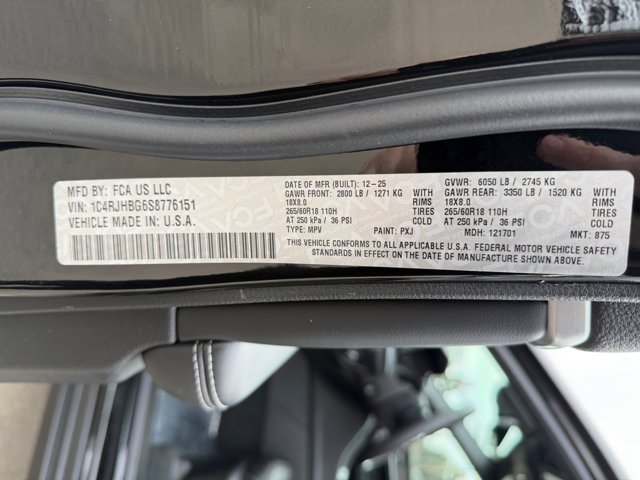 MFD BY: FCA US LLC
VIN: 1C4RJHBG6S8776151
VEHICLE MADE IN: U.S.A.
DATE OF MFR (BUILT): 12-25 GVWR: 6050 LB / 2745 KG
GAWR FRONT: 2800 LB / 1271 KG WITH GAWR REAR: 3350 LB / 1520 KG WITH
18X8.0 RIMS 18X8.0 RIMS
265/60R18 110H TIRES 265/60R18 110H TIRES
AT 250 kPa / 36 PSI COLD AT 250 kPa / 36 PSI COLD
TYPE: MPV PAINT: PXJ MDH: 121701 MKT: 875
THIS VEHICLE CONFORMS TO ALL APPLICABLE U.S.A. FEDERAL MOTOR VEHICLE SAFETY
STANDARDS IN EFFECT ON THE DATE OF MANUFACTURE SHOWN ABOVE.